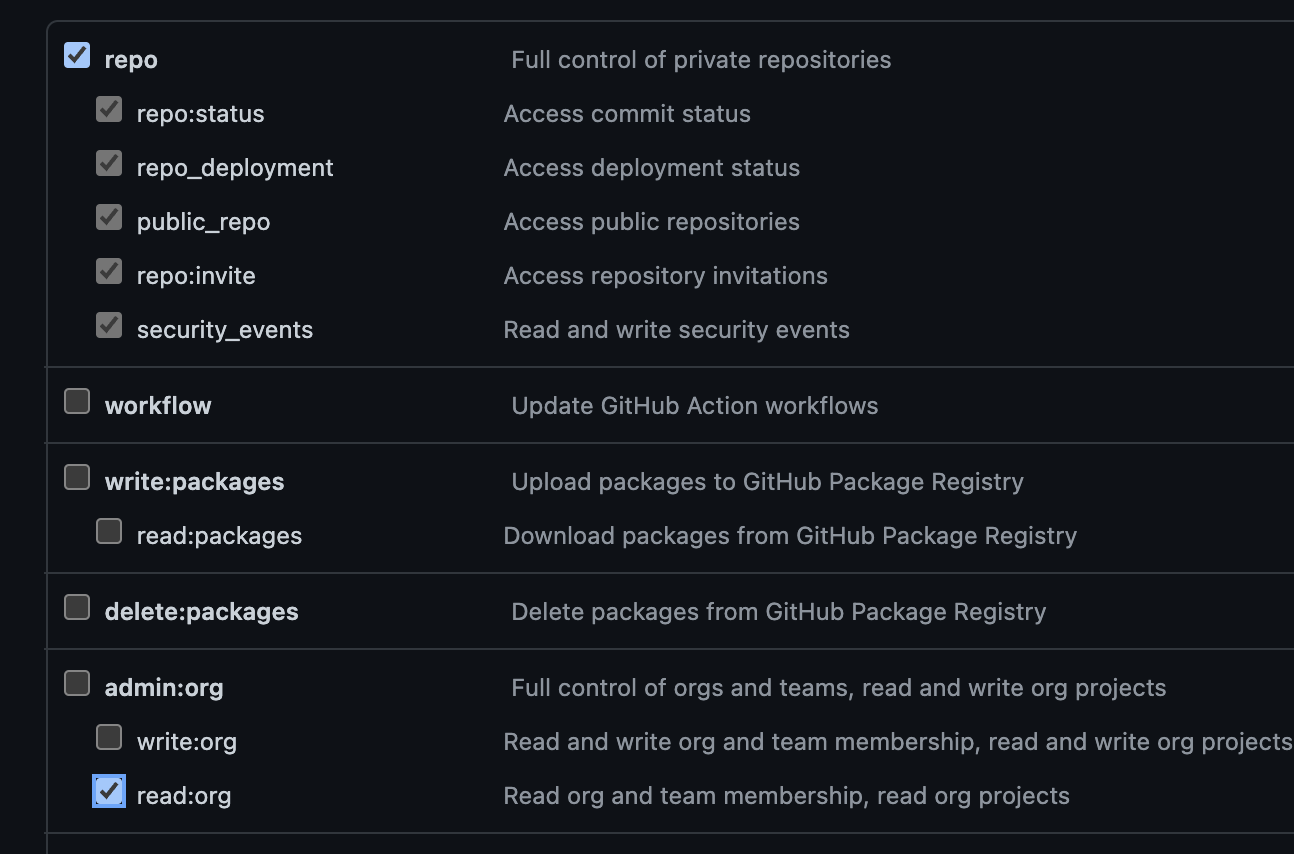 repo Full control of private repositories
repo:status Access commit status
repo_deployment Access deployment status
public_repo Access public repositories
repo:invite Access repository invitations
security_events Read and write security events
workflow Update GitHub Action workflows
write:packages Upload packages to GitHub Package Registry
read:packages Download packages from GitHub Package Registry
delete:packages Delete packages from GitHub Package Registry
admin:org Full control of orgs and teams, read and write org projects
write:org Read and write org and team membership, read and write org projects
read:org Read org and team membership, read org projects